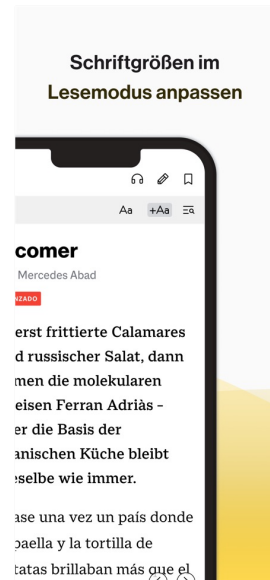 Schriftgrößen im
Lesemodus anpassen
Aa +Aa
comer
Mercedes Abad
NZADO
erst frittierte Calamares
d russischer Salat, dann
men die molekularen
eisen Ferran Adriàs –
er die Basis der
anischen Küche bleibt
eselbe wie immer.
ase una vez un país donde
paella y la tortilla de
tatas brillaban más que el